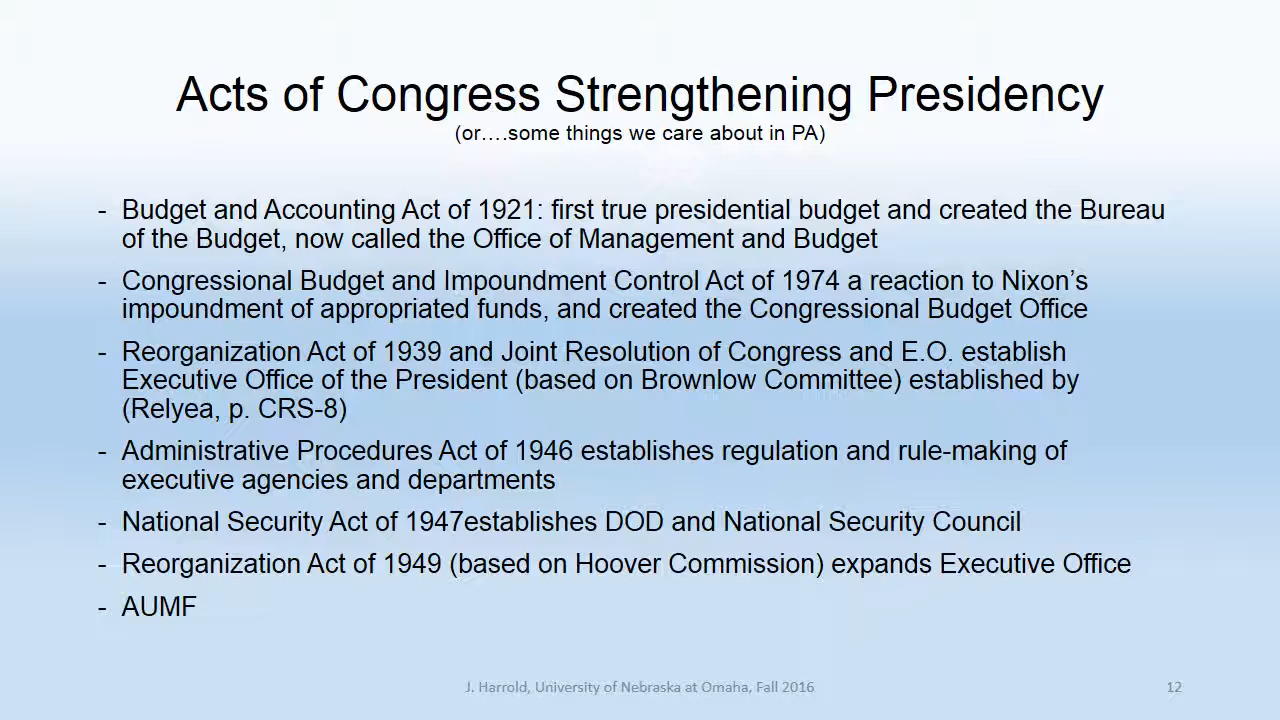 Acts of Congress Strengthening Presidency
(or….some things we care about in PA)
- Budget and Accounting Act of 1921: first true presidential budget and created the Bureau
of the Budget, now called the Office of Management and Budget
- Congressional Budget and Impoundment Control Act of 1974 a reaction to Nixon’s
impoundment of appropriated funds, and created the Congressional Budget Office
- Reorganization Act of 1939 and Joint Resolution of Congress and E.O. establish
Executive Office of the President (based on Brownlow Committee) established by
(Relyea, p. CRS-8)
- Administrative Procedures Act of 1946 establishes regulation and rule-making of
executive agencies and departments
- National Security Act of 1947establishes DOD and National Security Council
- Reorganization Act of 1949 (based on Hoover Commission) expands Executive Office
- AUMF
J. Harrold, University of Nebraska at Omaha, Fall 2016
12